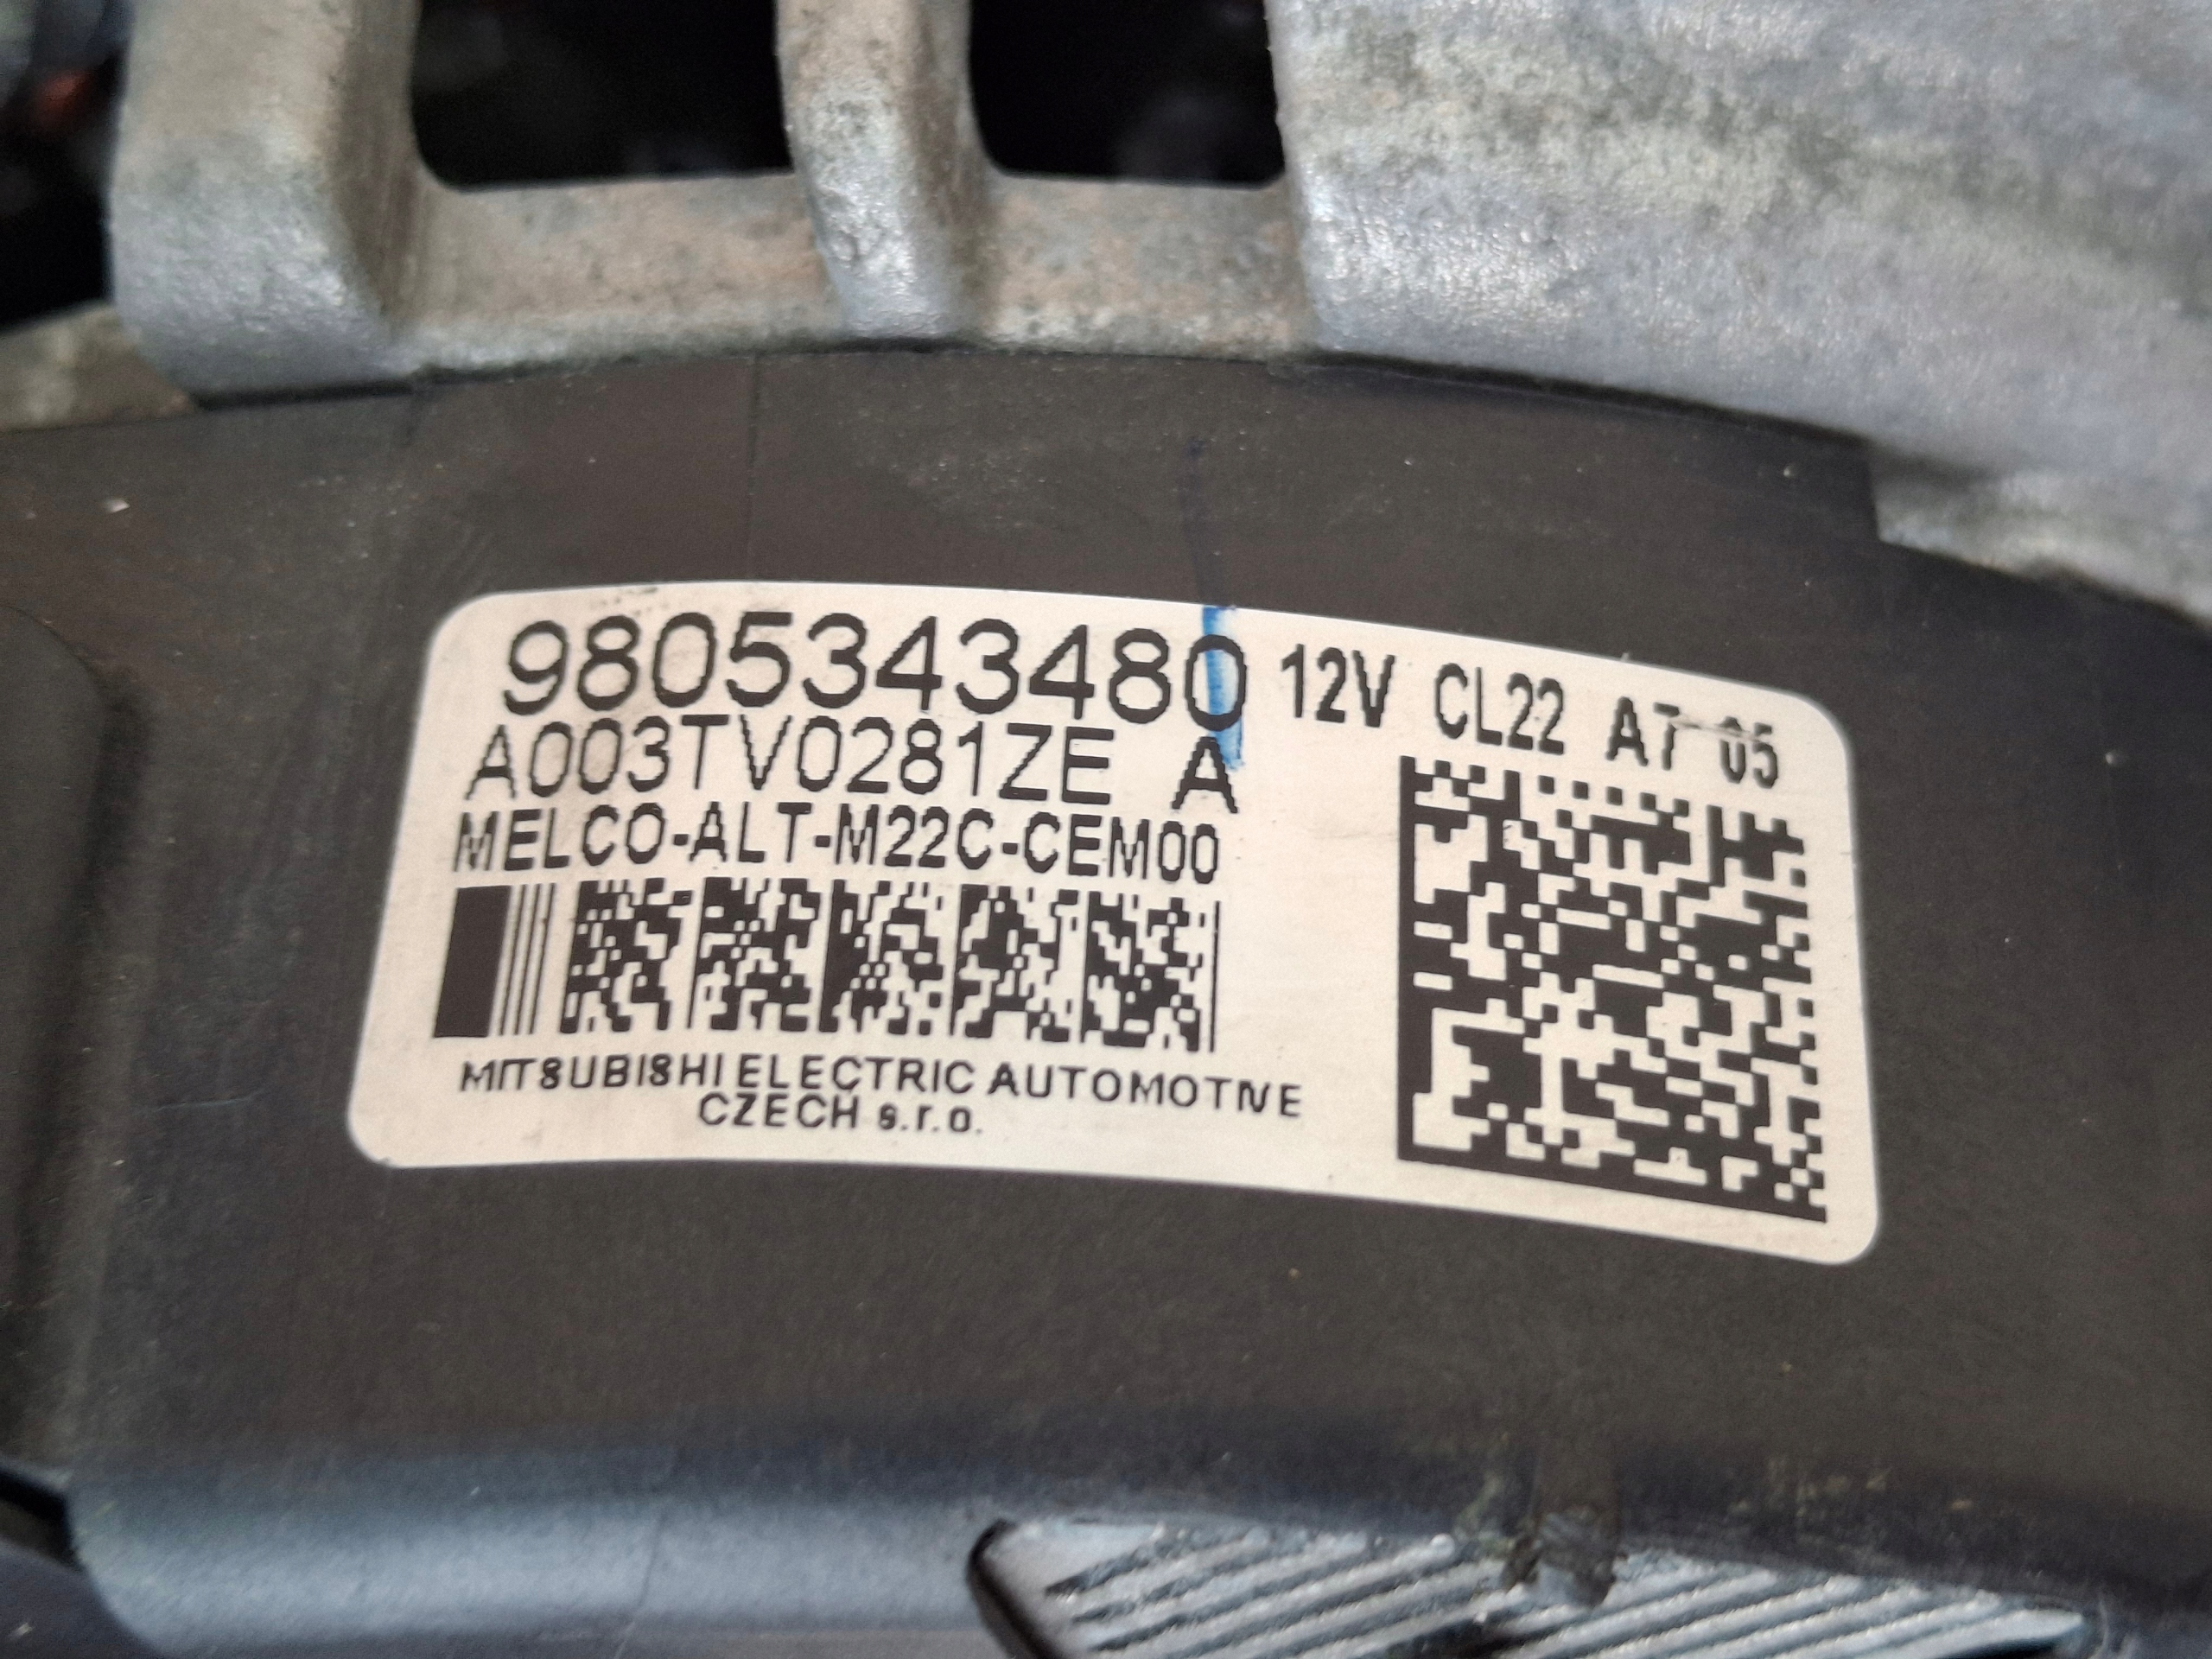 9805343480 12V CL22 A7 05
A003TV0281ZE A
MELCO-ALT-M22C-CEM00
MITSUBISHI ELECTRIC AUTOMOTIVE
CZECH s.r.o.